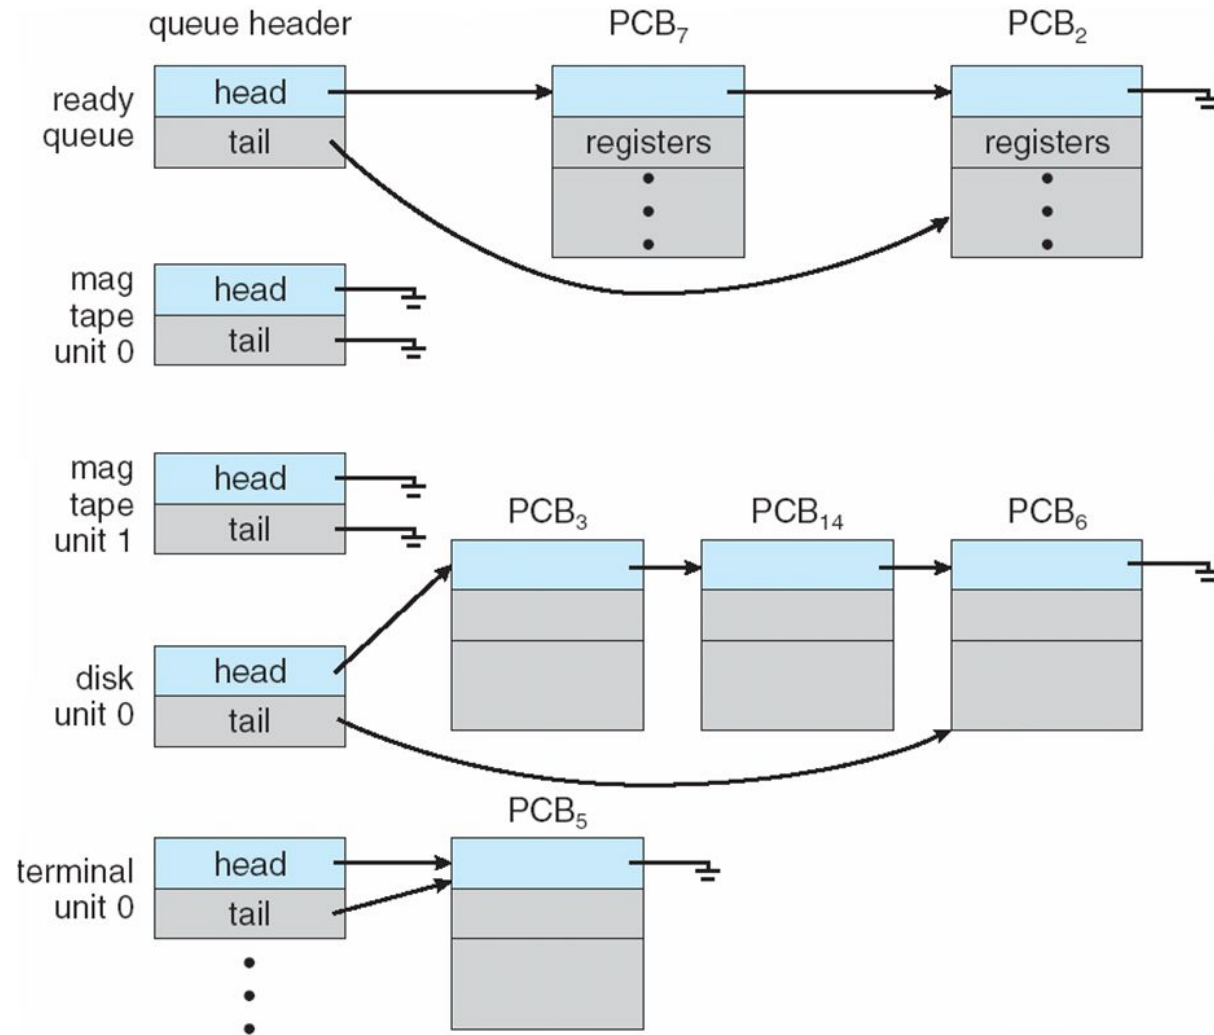 queue header
PCB₇
PCB₂
ready
queue
head
tail
registers
registers
mag
tape
unit 0
head
tail
mag
tape
unit 1
head
tail
PCB₃
PCB₁₄
PCB₆
disk
unit 0
head
tail
PCB₅
terminal
unit 0
head
tail